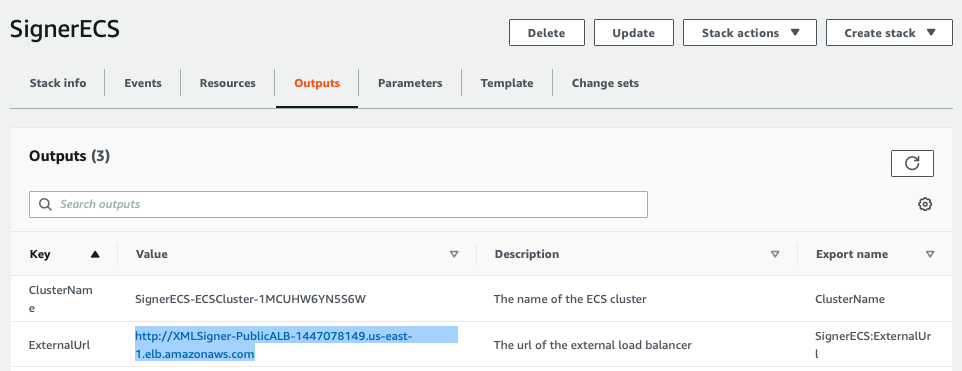 SignerECS
Delete
Update
Stack actions
Create stack
Stack info
Events
Resources
Outputs
Parameters
Template
Change sets
Outputs (3)
Search outputs
Key
Value
Description
Export name
ClusterNam
e
SignerECS-ECSCluster-1MCUHW6YN5S6W
The name of the ECS cluster
ClusterName
ExternalUrl
http://XMLSigner-PublicALB-1447078149.us-east-
1.elb.amazonaws.com
The url of the external load balancer
SignerECS:ExternalUr
l